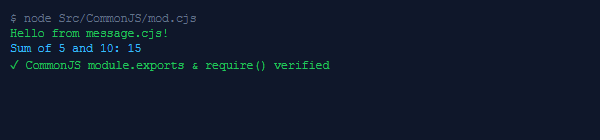 $ node Src/CommonJS/mod.cjs
Hello from message.cjs!
Sum of 5 and 10: 15
✓ CommonJS module.exports & require() verified